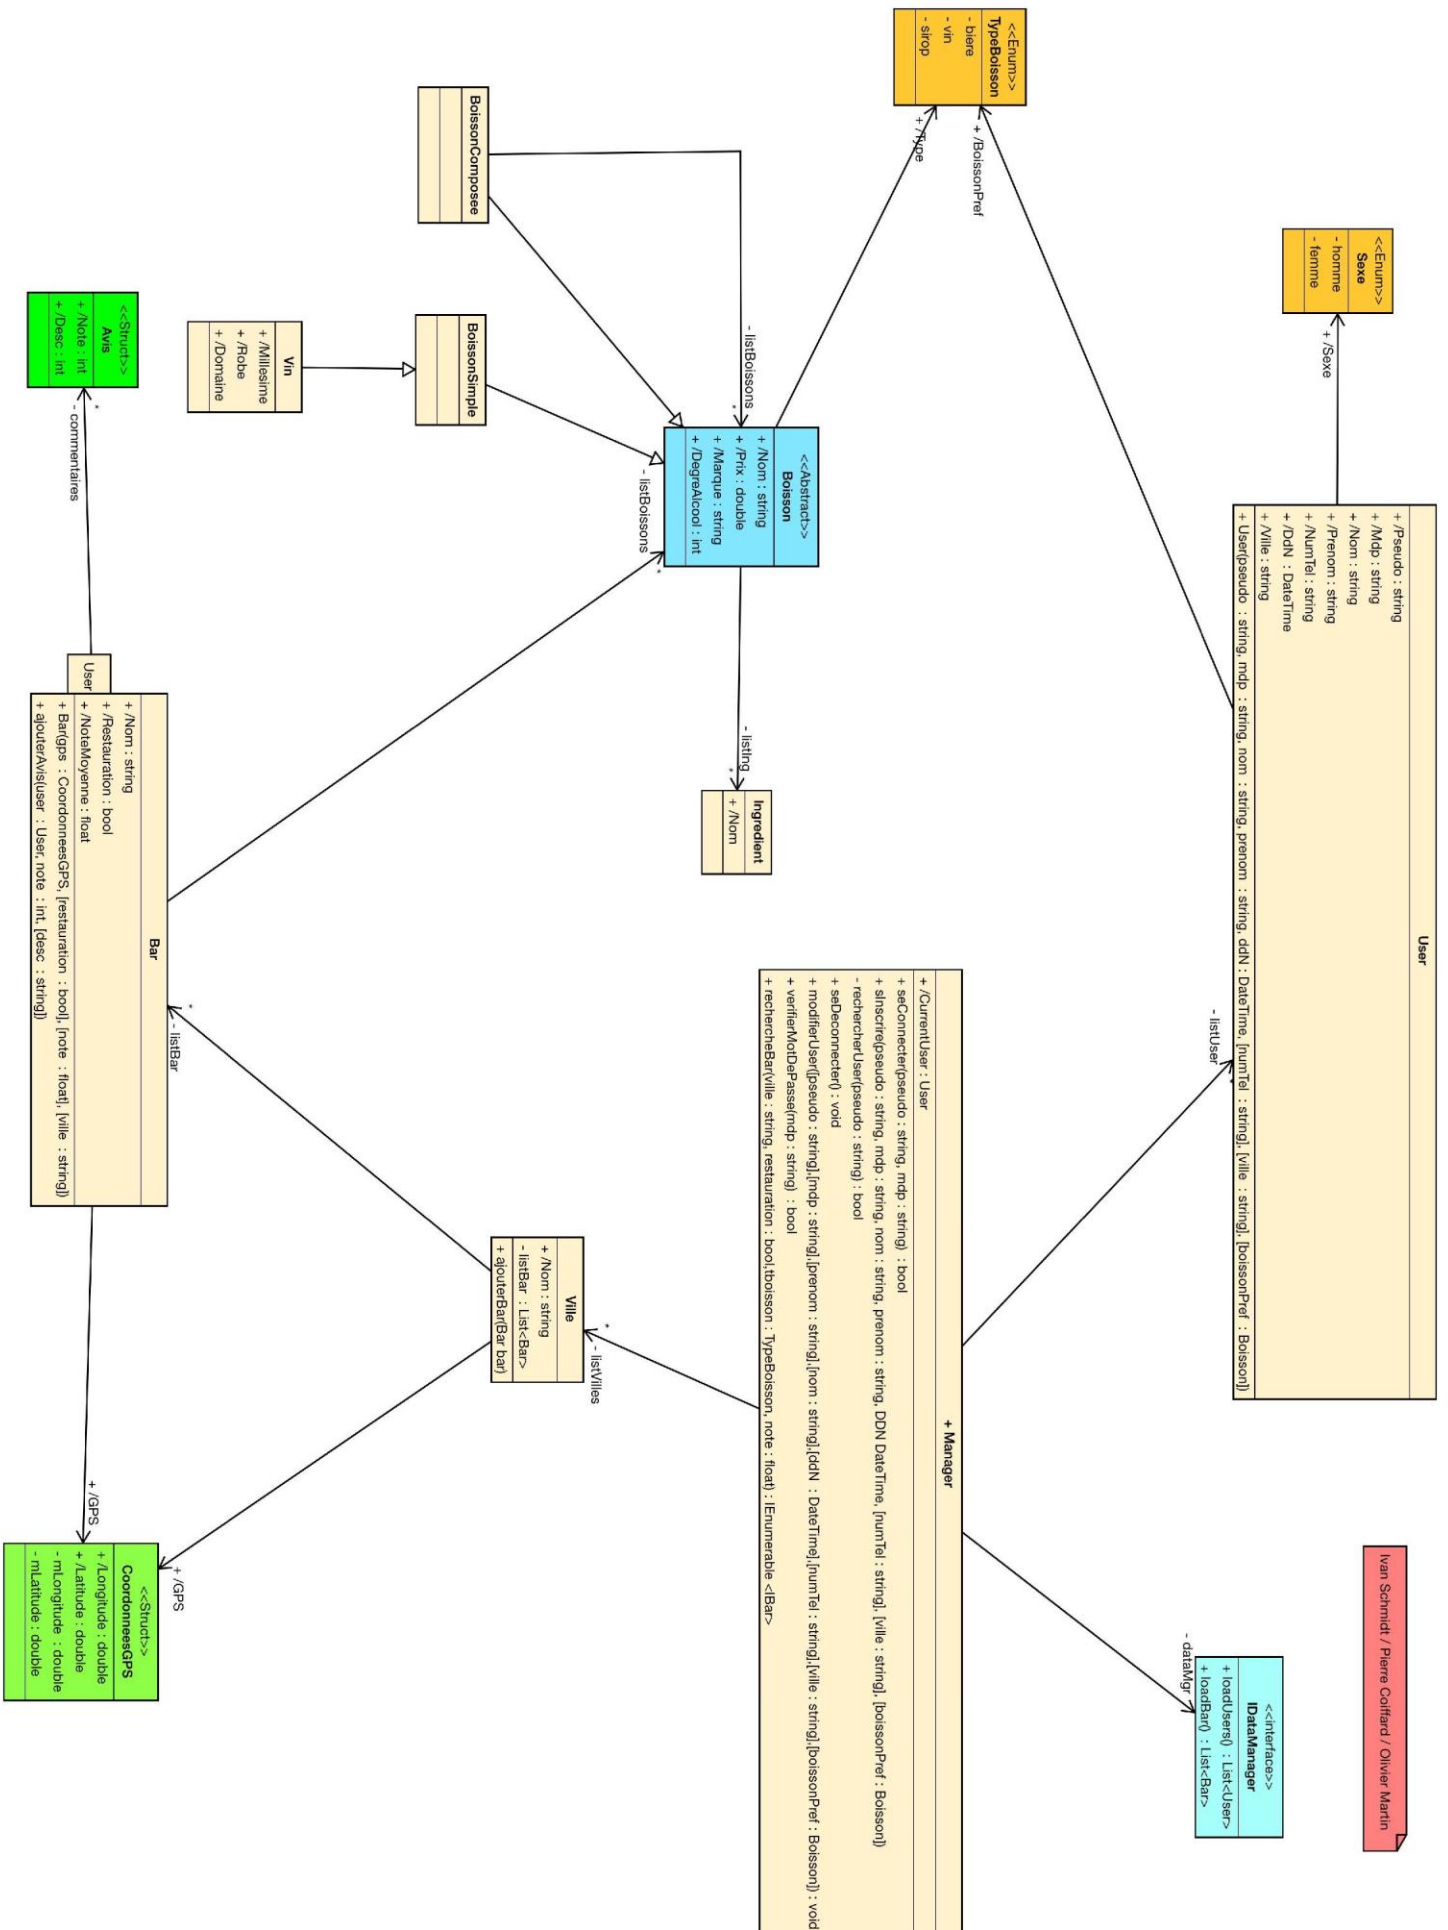 User
+ /Pseudo : string
+ /Mdp : string
+ /Nom : string
+ /Prenom : string
+ /NumTel : string
+ /DdN : DateTime
+ /Ville : string
+ User(pseudo : string, mdp : string, nom : string, prenom : string, ddN : DateTime, [numTel : string], [ville : string], [boissonPref : Boisson])
Ivan Schmidt / Pierre Coiffard / Olivier Martin
<<Enum>>
Sexe
- homme
- femme
+ /Sexe
- listUser
<<interface>>
IDataManager
+ loadUsers() : List<User>
+ loadBar() : List<Bar>
- dataMgr
<<Enum>>
TypeBoisson
- biere
- vin
- sirop
+ /BoissonPref
+ /Type
+ Manager
+ /CurrentUser : User
+ seConnecter(pseudo : string, mdp : string) : bool
+ sInscrire(pseudo : string, mdp : string, nom : string, prenom : string, DDN DateTime, [numTel : string], [ville : string], [boissonPref : Boisson])
- rechercherUser(pseudo : string) : bool
+ seDeconnecter() : void
+ modifierUser([pseudo : string],[mdp : string],[prenom : string],[nom : string],[ddN : DateTime],[numTel : string],[ville : string],[boissonPref : Boisson]) : void
+ verifierMotDePasse(mdp : string) : bool
+ rechercheBar(ville : string, restauration : bool,tboisson : TypeBoisson, note : float) : IEnumerable <IBar>
<<Abstract>>
Boisson
+ /Nom : string
+ /Prix : double
+ /Marque : string
+ /DegreAlcool : int
- listBoissons
*
- listIng
*
Ingredient
+ /Nom
- listBoissons
*
BoissonComposee
BoissonSimple
Vin
+ /Millesime
+ /Robe
+ /Domaine
* - listVilles
Ville
+ /Nom : string
- listBar : List<Bar>
+ ajouterBar(Bar bar)
*
- listBar
+ /GPS
<<Struct>>
Avis
+ /Note : int
+ /Desc : int
*
- commentaires
User
Bar
+ /Nom : string
+ /Restauration : bool
+ /NoteMoyenne : float
+ Bar(gps : CoordonneesGPS, [restauration : bool], [note : float], [ville : string])
+ ajouterAvis(user : User, note : int, [desc : string])
+ /GPS
<<Struct>>
CoordonneesGPS
+ /Longitude : double
+ /Latitude : double
- mLongitude : double
- mLatitude : double